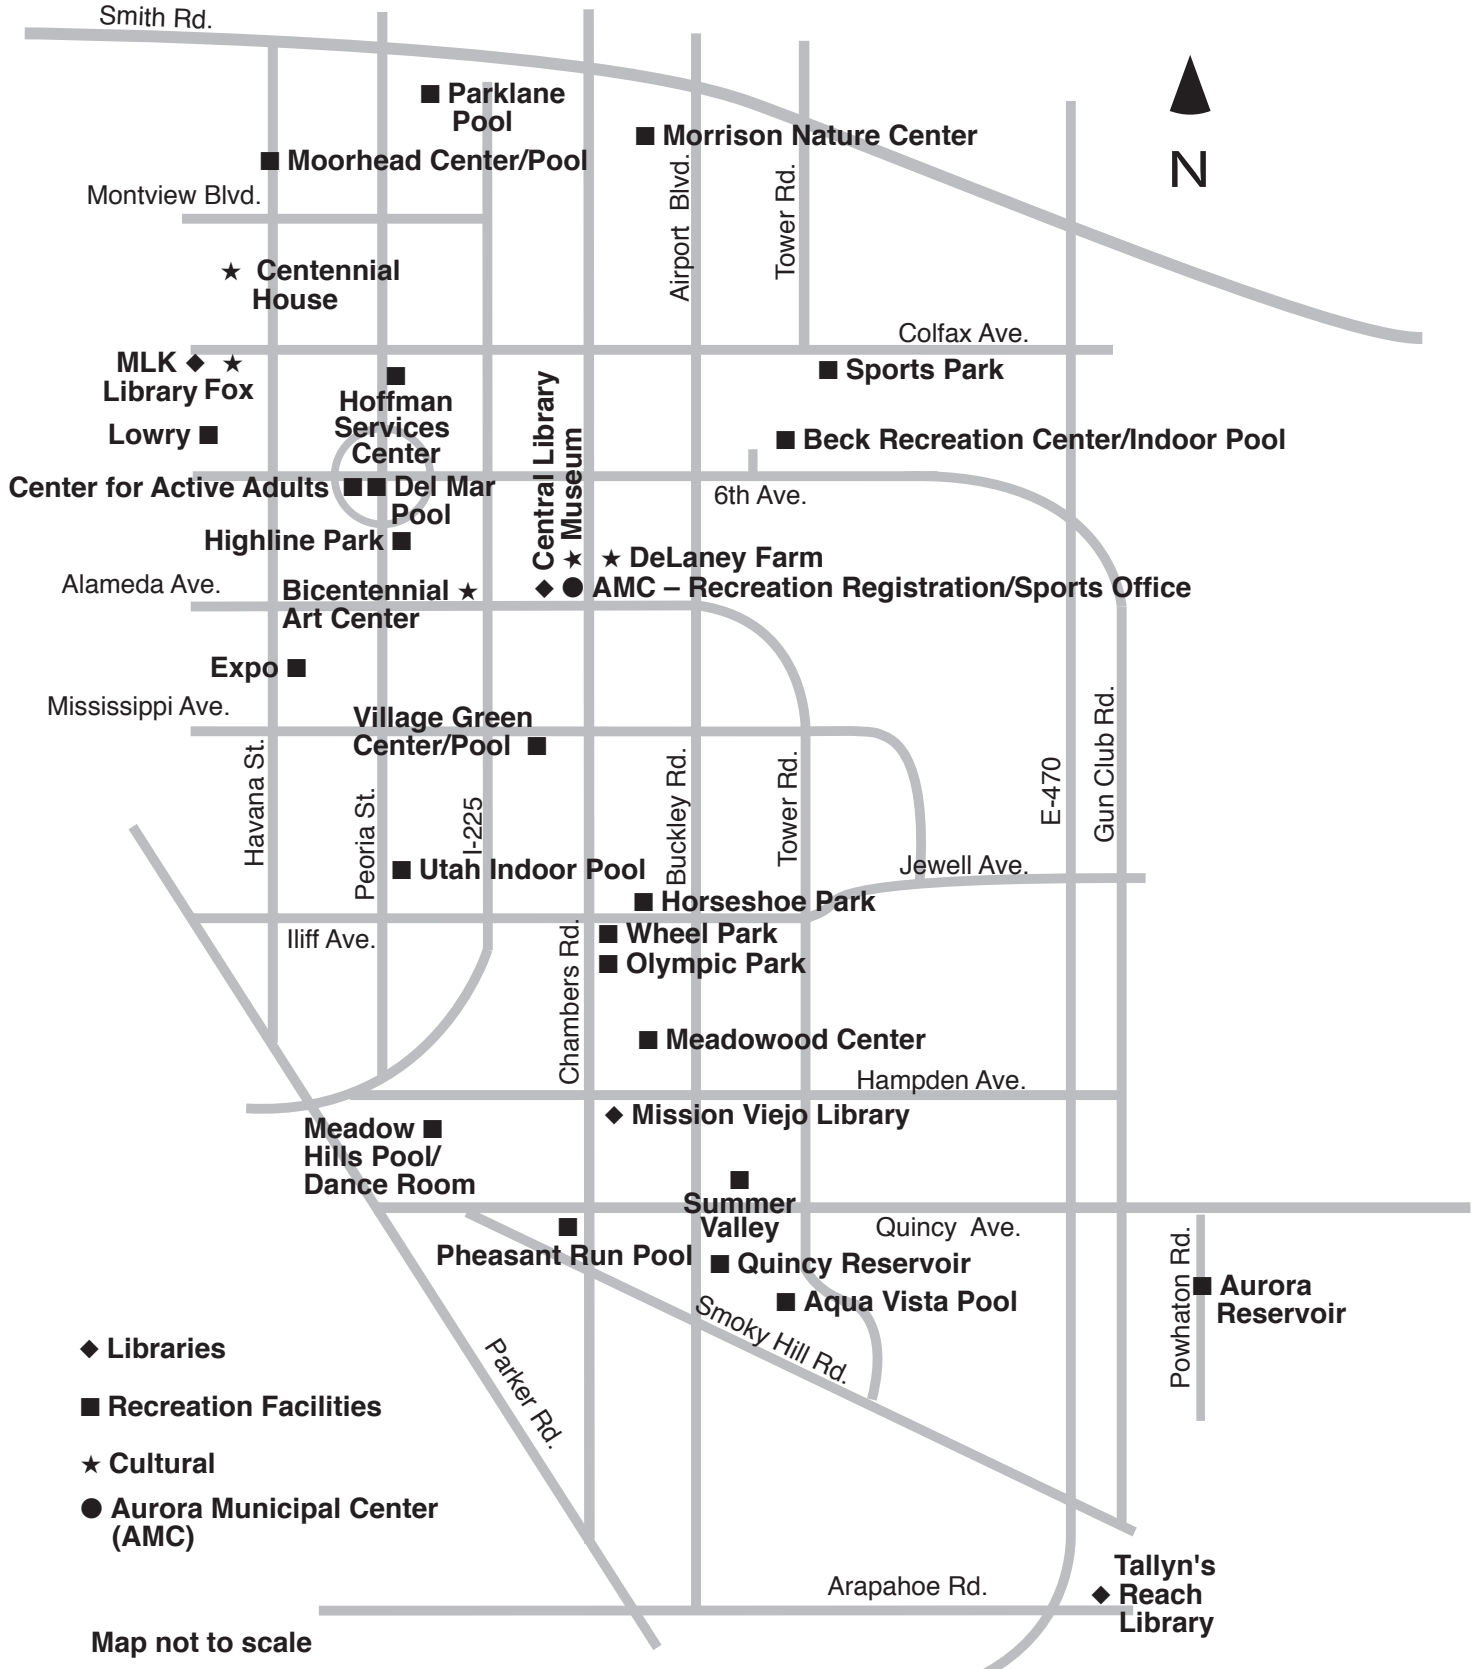 Smith Rd.
Parklane
Pool
Morrison Nature Center
Moorhead Center/Pool
N
Montview Blvd.
Airport Blvd.
Tower Rd.
Centennial
House
Colfax Ave.
MLK
Library
Fox
Sports Park
Hoffman
Services
Center
Lowry
Central Library
Museum
Beck Recreation Center/Indoor Pool
Center for Active Adults
Del Mar
Pool
6th Ave.
Highline Park
DeLaney Farm
Alameda Ave.
Bicentennial
Art Center
AMC – Recreation Registration/Sports Office
Expo
Mississippi Ave.
Village Green
Center/Pool
Havana St.
Peoria St.
I-225
Buckley Rd.
Tower Rd.
E-470
Gun Club Rd.
Utah Indoor Pool
Jewell Ave.
Horseshoe Park
Iliff Ave.
Wheel Park
Olympic Park
Chambers Rd.
Meadowood Center
Hampden Ave.
Mission Viejo Library
Meadow
Hills Pool/
Dance Room
Summer
Valley
Quincy Ave.
Pheasant Run Pool
Quincy Reservoir
Aqua Vista Pool
Powhaton Rd.
Aurora
Reservoir
Smoky Hill Rd.
Parker Rd.
Libraries
Recreation Facilities
Cultural
Aurora Municipal Center
(AMC)
Tallyn's
Reach
Library
Arapahoe Rd.
Map not to scale